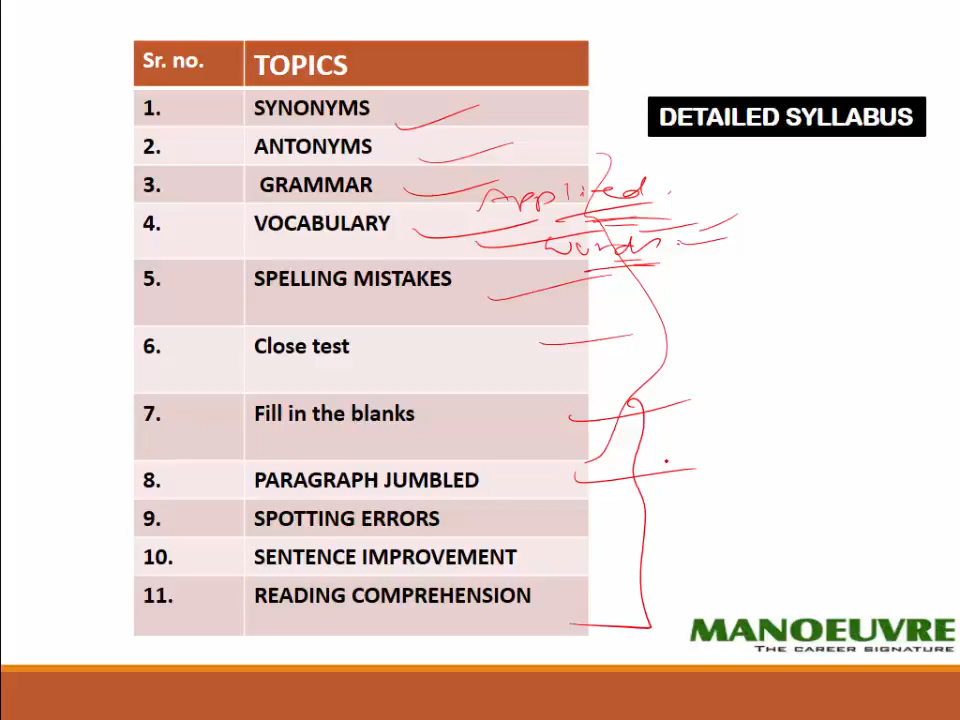 Sr. no. TOPICS
1. SYNONYMS
DETAILED SYLLABUS
2. ANTONYMS
3. GRAMMAR
Applied
4. VOCABULARY
words
5. SPELLING MISTAKES
6. Close test
7. Fill in the blanks
8. PARAGRAPH JUMBLED
9. SPOTTING ERRORS
10. SENTENCE IMPROVEMENT
11. READING COMPREHENSION
MANOEUVRE
THE CAREER SIGNATURE